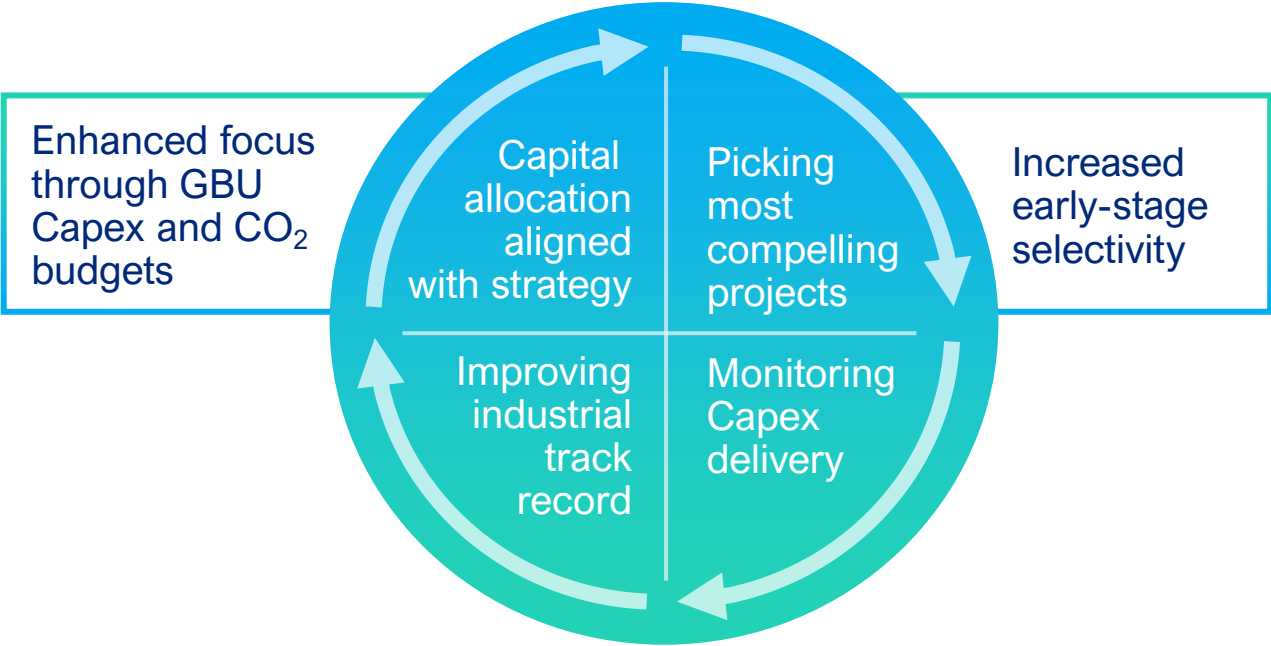 Enhanced focus
through GBU
Capex and CO₂
budgets
Capital
allocation
aligned
with strategy
Picking
most
compelling
projects
Increased
early-stage
selectivity
Improving
industrial
track
record
Monitoring
Capex
delivery